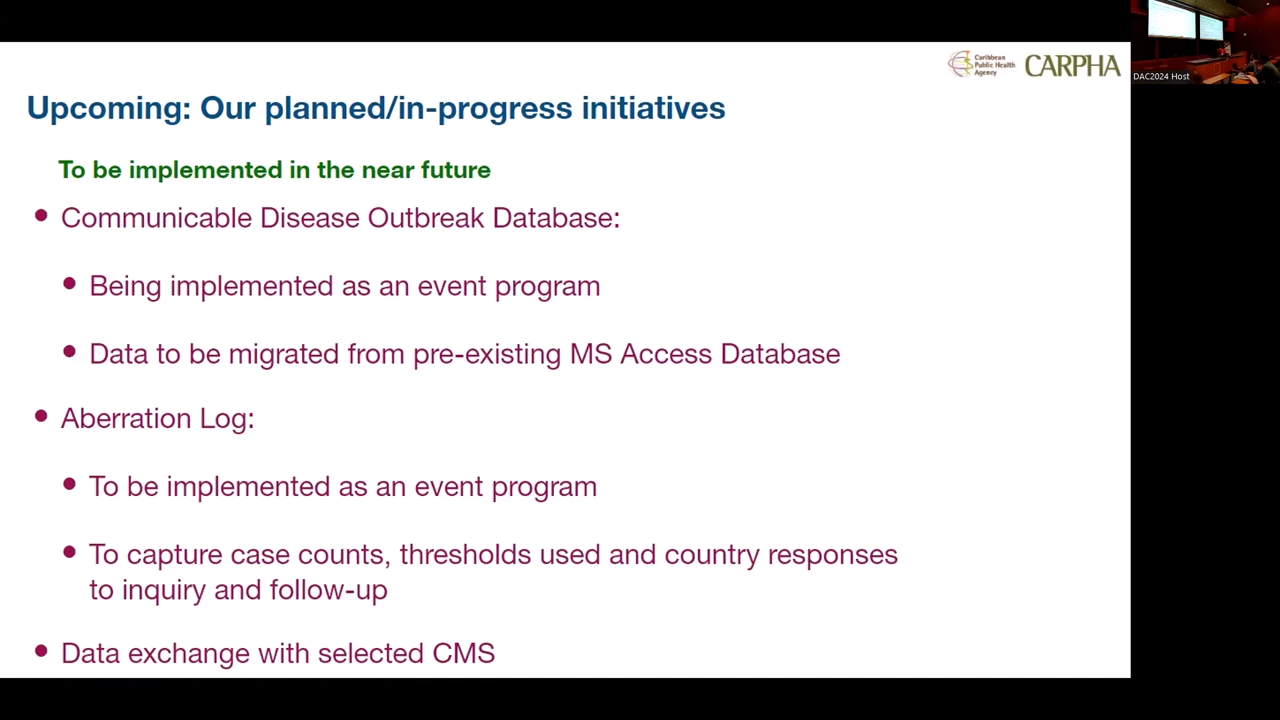 Caribbean
Public Health
Agency
CARPHA
DAC2024 Host
Upcoming: Our planned/in-progress initiatives
To be implemented in the near future
• Communicable Disease Outbreak Database:
• Being implemented as an event program
• Data to be migrated from pre-existing MS Access Database
• Aberration Log:
• To be implemented as an event program
• To capture case counts, thresholds used and country responses
to inquiry and follow-up
• Data exchange with selected CMS